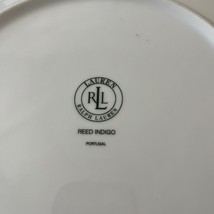 LAUREN
RLL
RALPH LAUREN
REED INDIGO
PORTUGAL